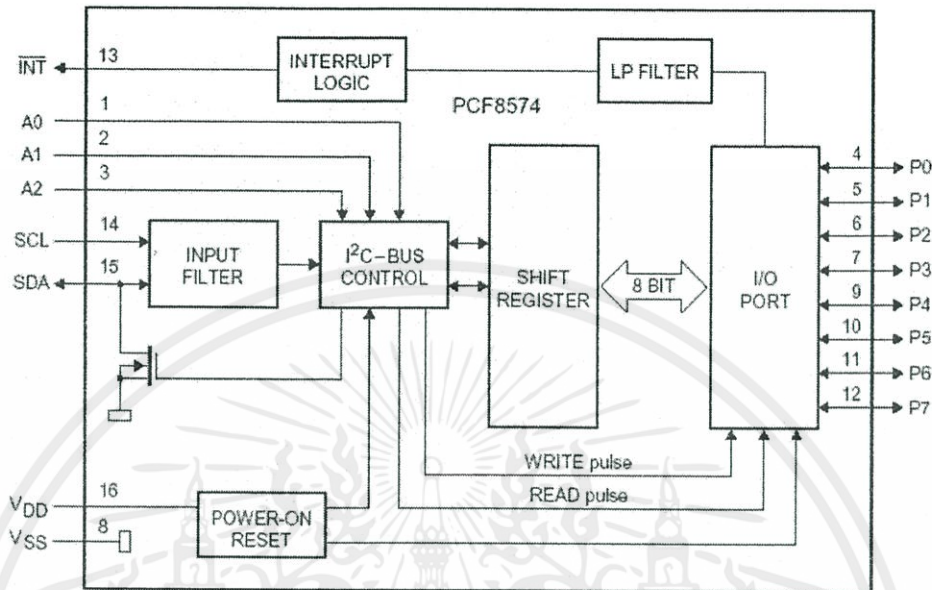 INT
13
INTERRUPT
LOGIC
LP FILTER
PCF8574
A0
1
A1
2
A2
3
SCL
14
SDA
15
INPUT
FILTER
I²C–BUS
CONTROL
SHIFT
REGISTER
8 BIT
I/O
PORT
4
P0
5
P1
6
P2
7
P3
9
P4
10
P5
11
P6
12
P7
WRITE pulse
READ pulse
VDD
16
VSS
8
POWER-ON
RESET